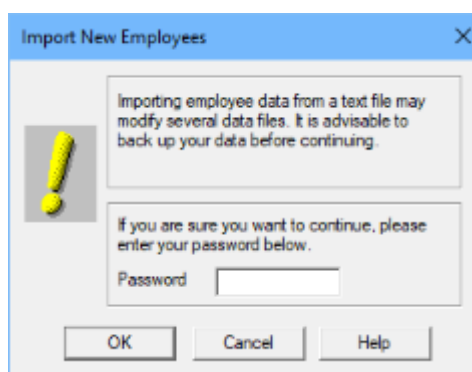 Import New Employees
Importing employee data from a text file may
modify several data files. It is advisable to
back up your data before continuing.
If you are sure you want to continue, please
enter your password below.
Password
OK Cancel Help